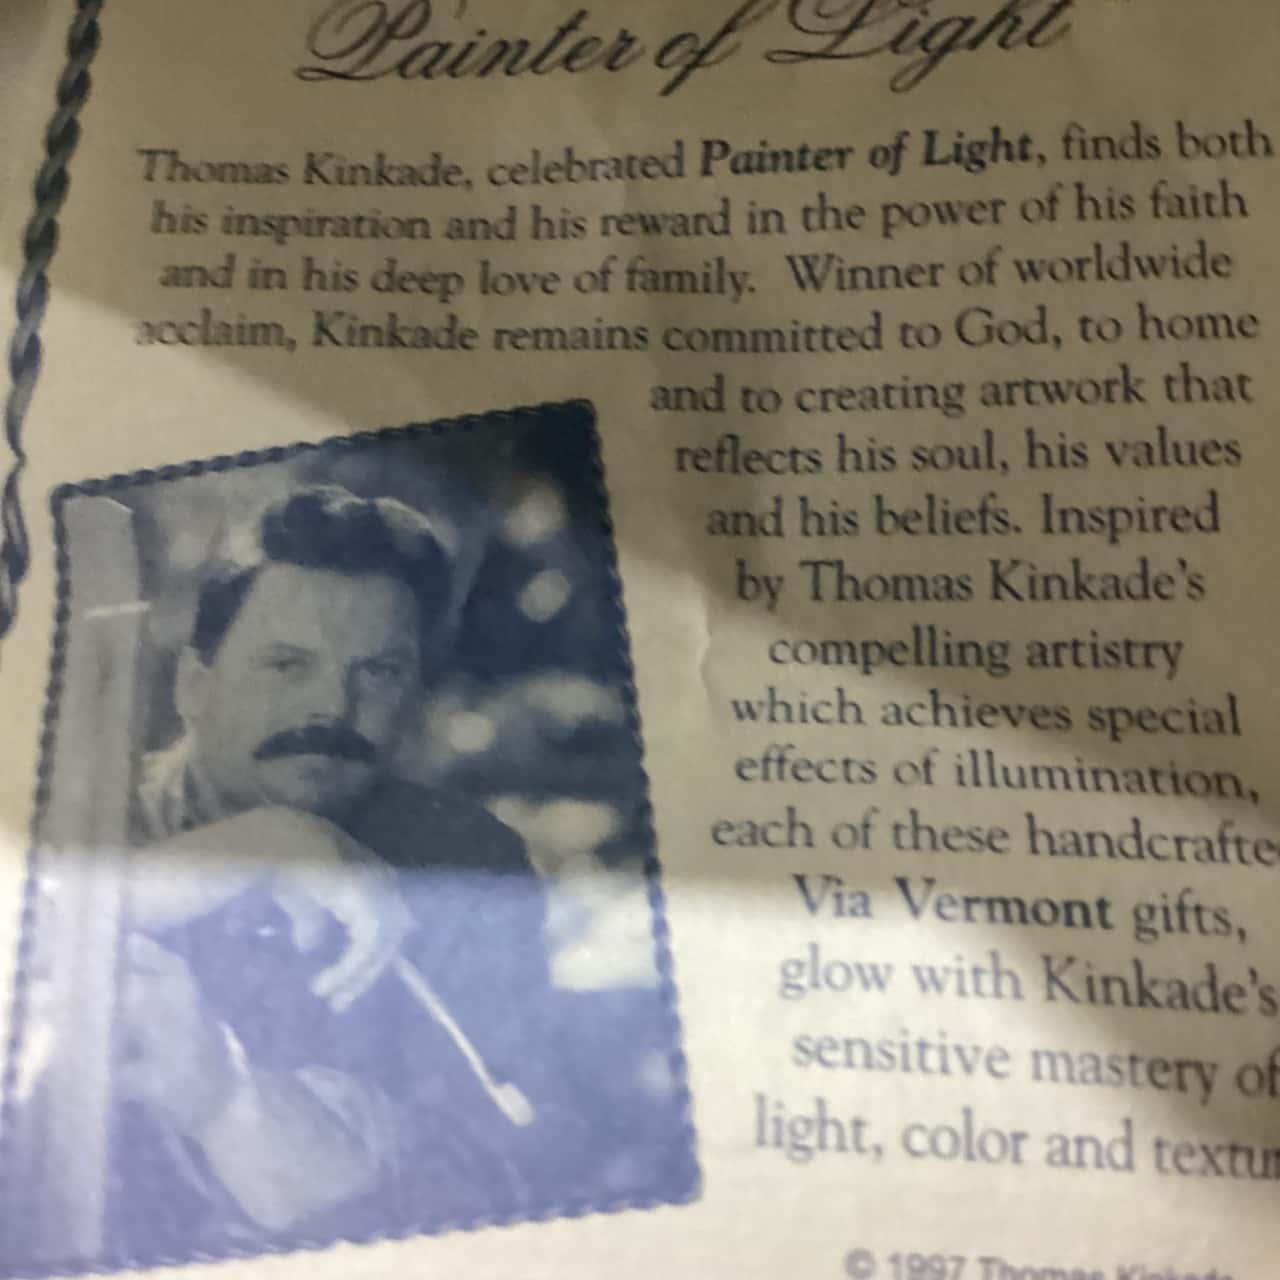 Painter of Light
Thomas Kinkade, celebrated Painter of Light, finds both
his inspiration and his reward in the power of his faith
and in his deep love of family. Winner of worldwide
acclaim, Kinkade remains committed to God, to home
and to creating artwork that
reflects his soul, his values
and his beliefs. Inspired
by Thomas Kinkade's
compelling artistry
which achieves special
effects of illumination,
each of these handcrafte
Via Vermont gifts,
glow with Kinkade's
sensitive mastery of
light, color and textu
© 1997 Thomas Kinkade